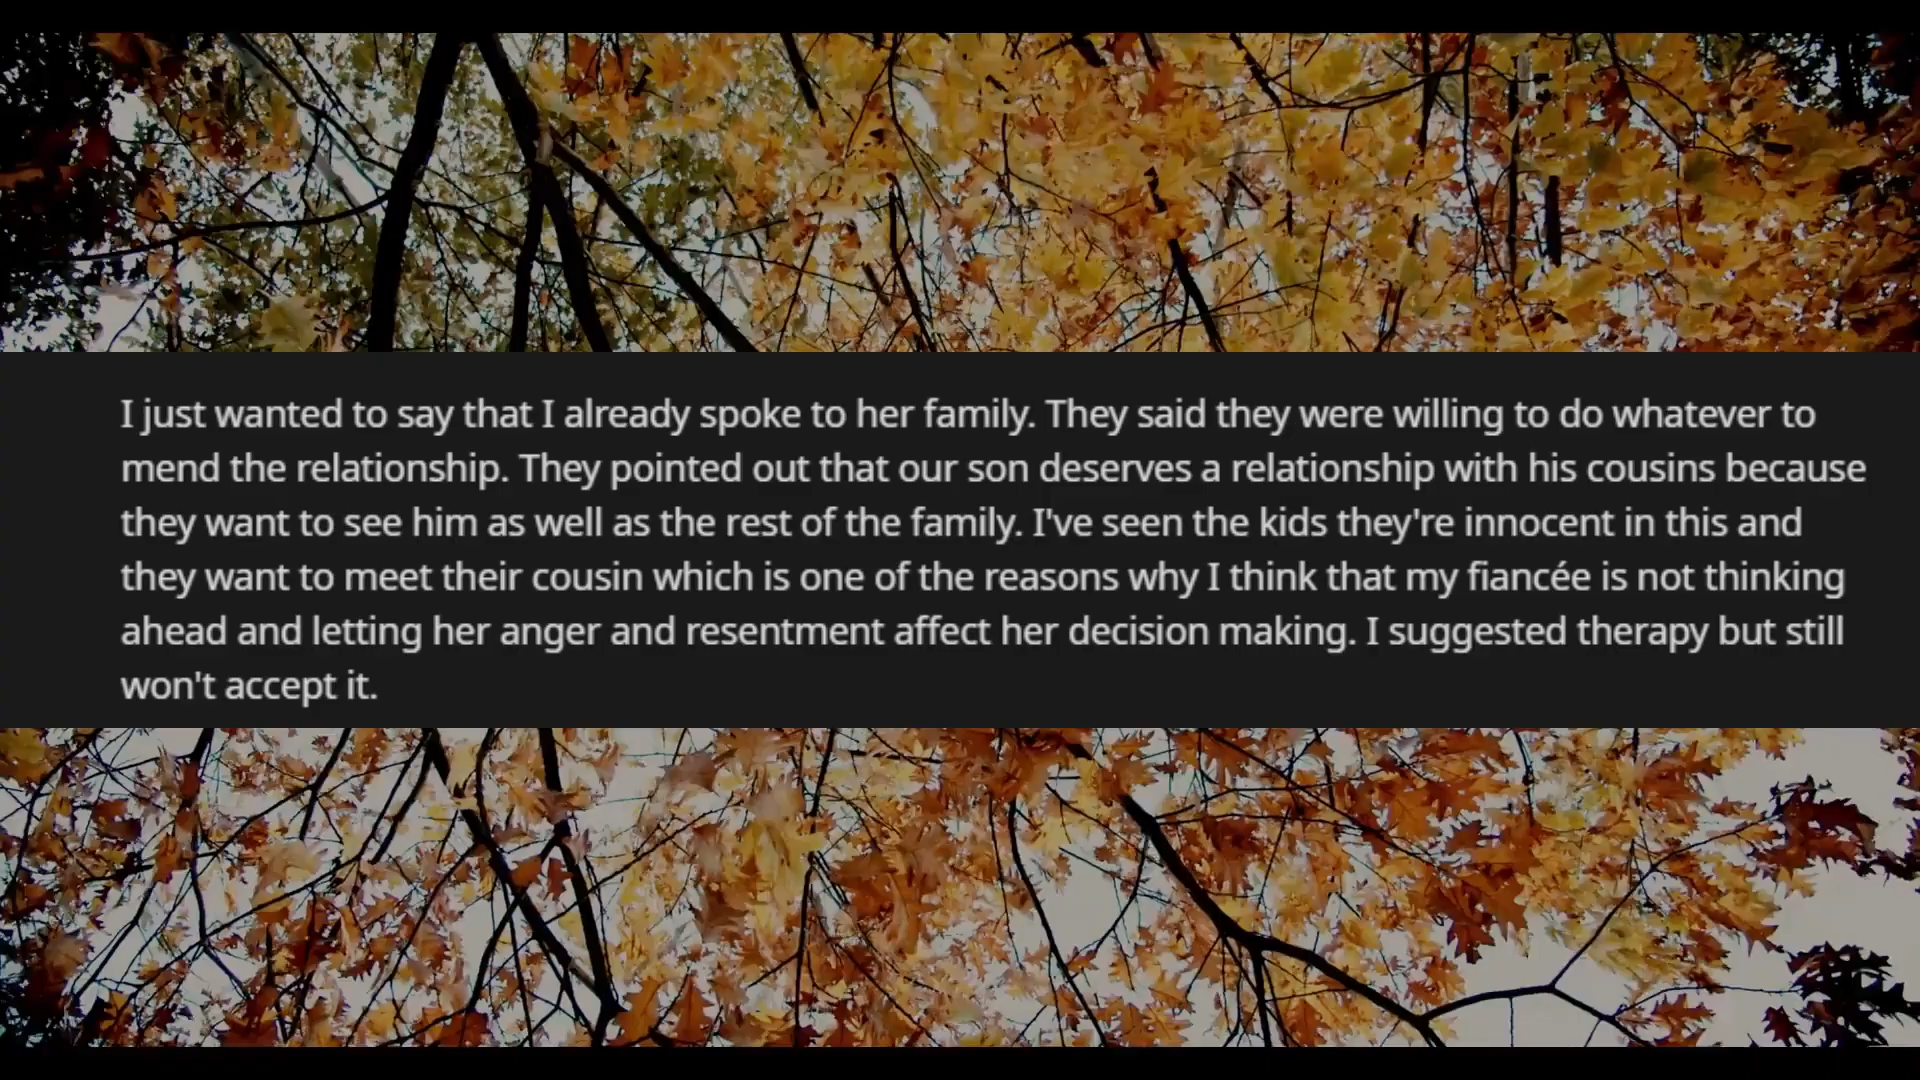 I just wanted to say that I already spoke to her family. They said they were willing to do whatever to
mend the relationship. They pointed out that our son deserves a relationship with his cousins because
they want to see him as well as the rest of the family. I've seen the kids they're innocent in this and
they want to meet their cousin which is one of the reasons why I think that my fiancée is not thinking
ahead and letting her anger and resentment affect her decision making. I suggested therapy but still
won't accept it.